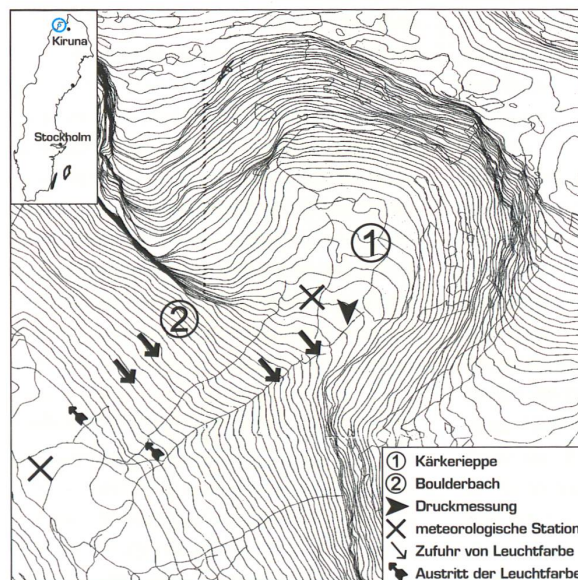 Kiruna
Stockholm
1
2
1 Kärkerieppe
2 Boulderbach
Druckmessung
meteorologische Station
Zufuhr von Leuchtfarbe
Austritt der Leuchtfarbe